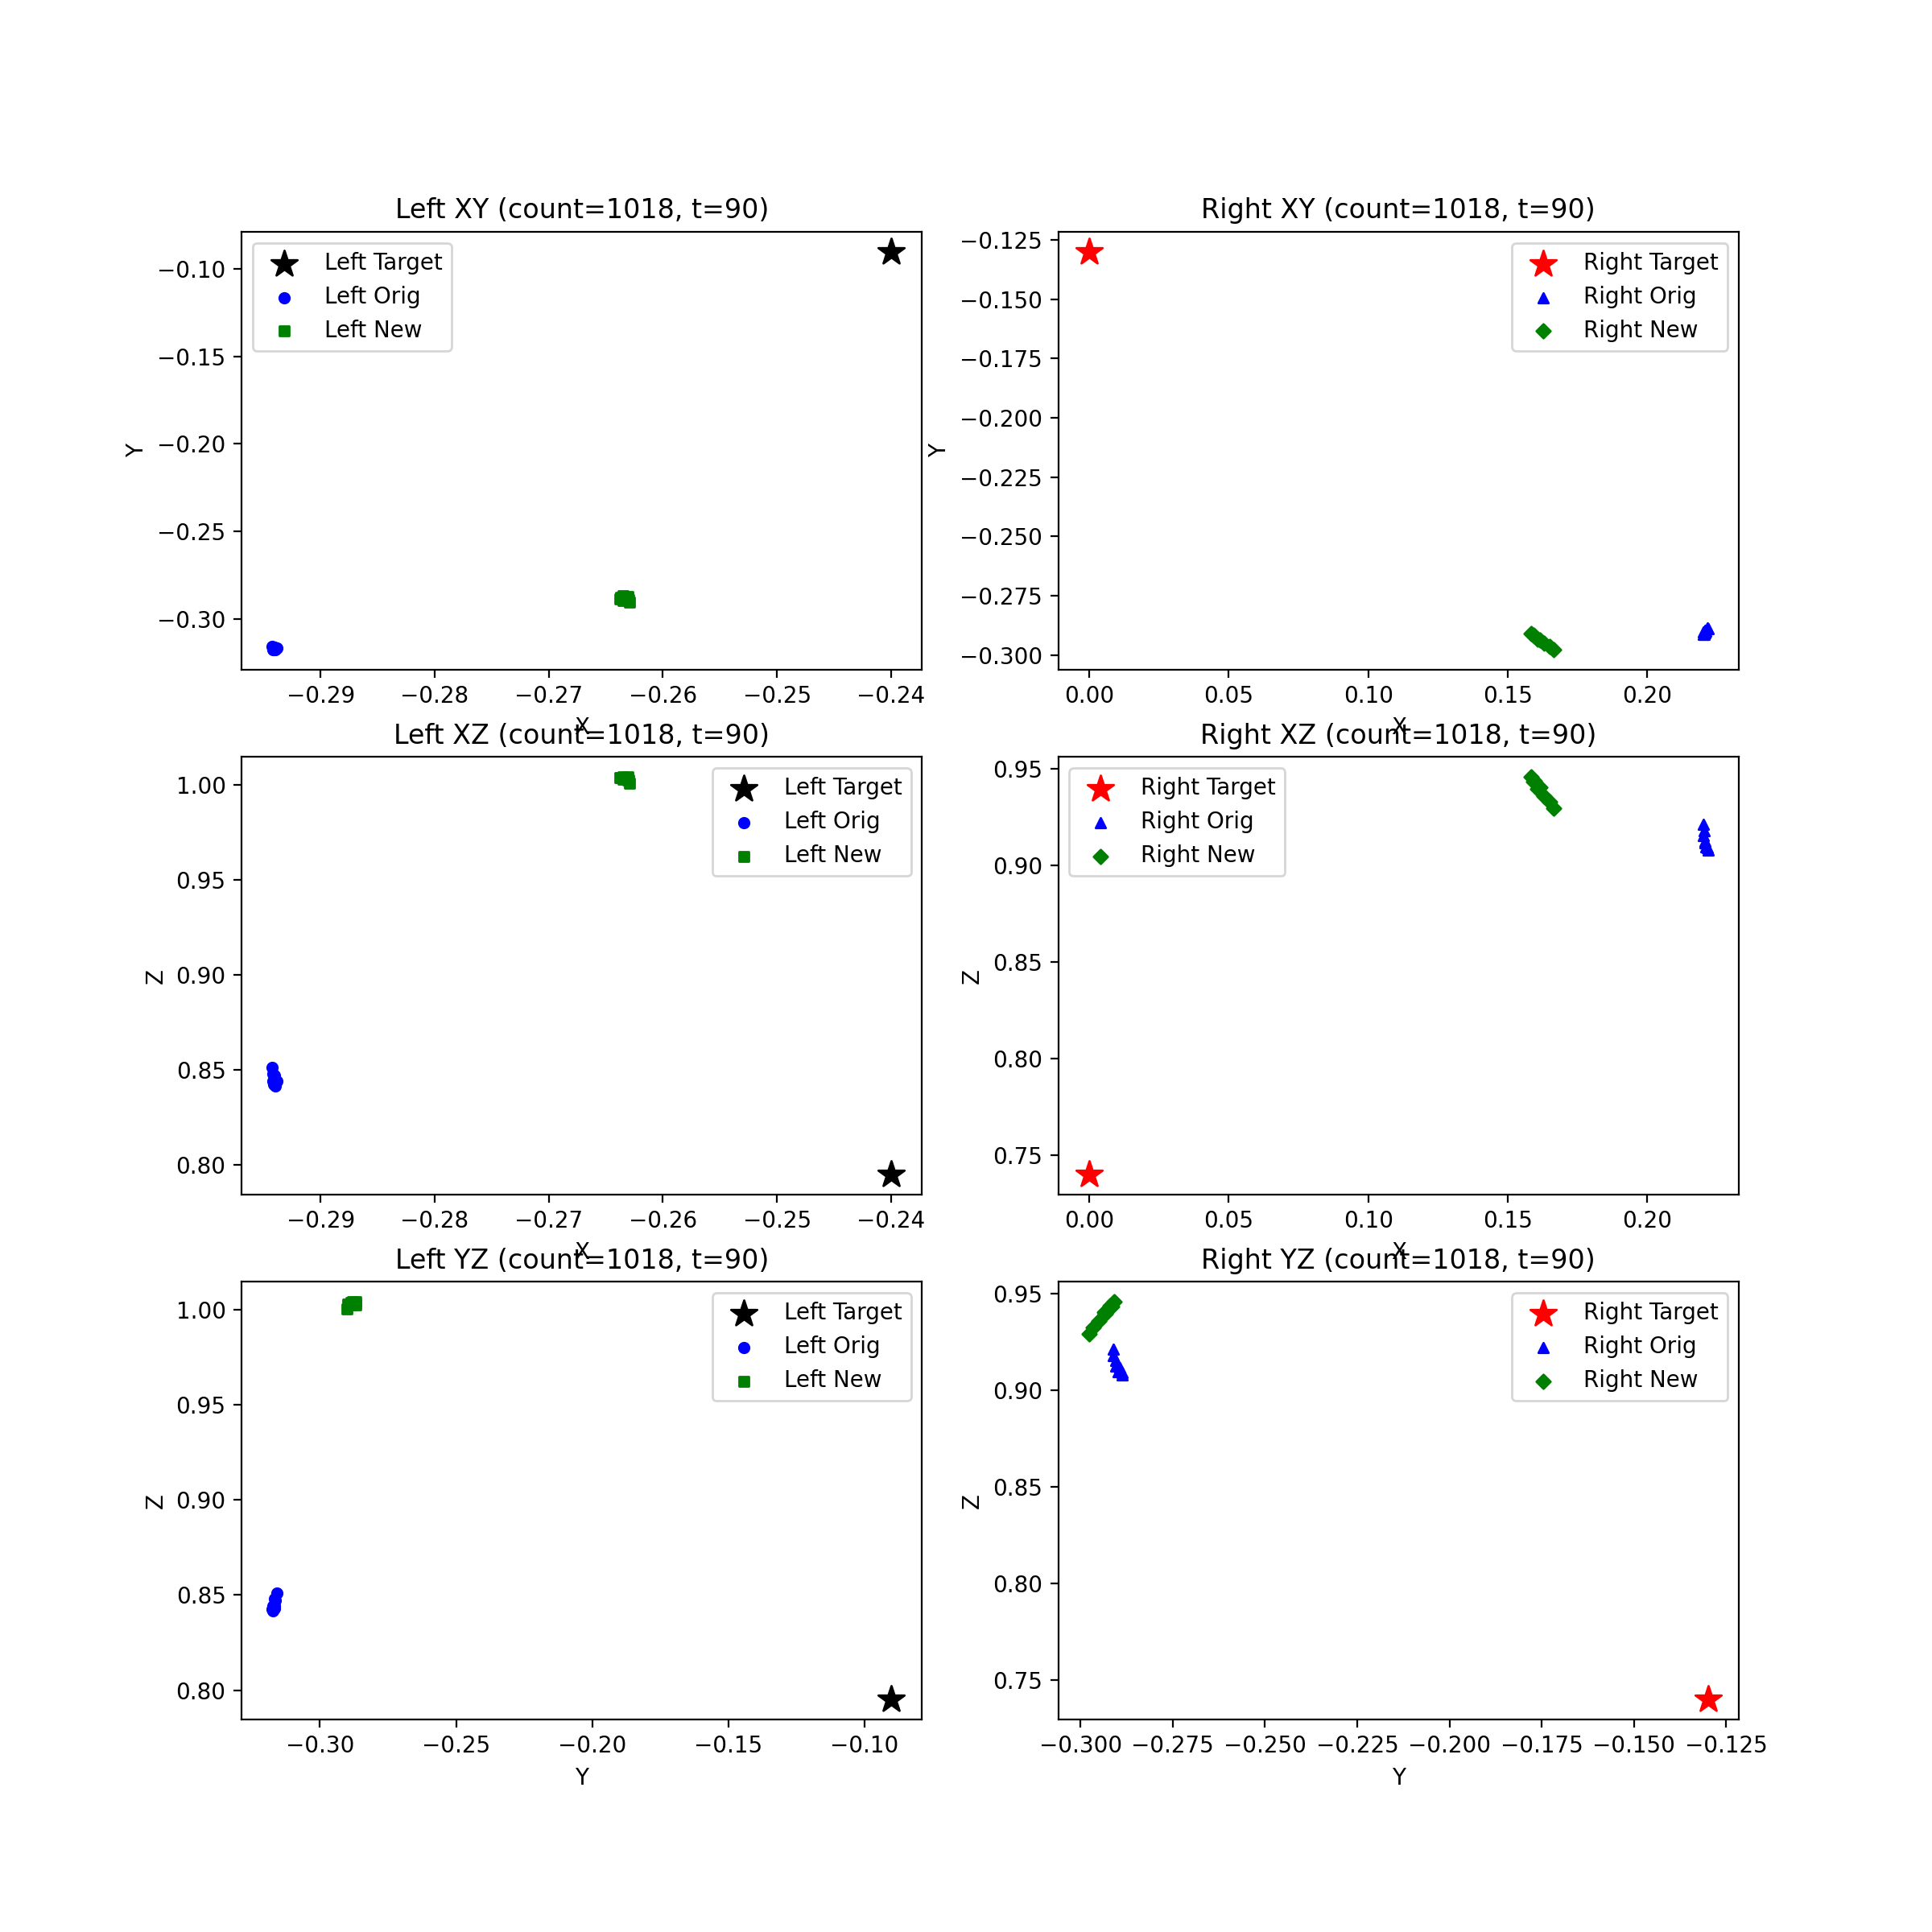 Left XY (count=1018, t=90)
Left Target
Left Orig
Left New
−0.10
−0.15
−0.20
−0.25
−0.30
Y
−0.29 −0.28 −0.27 −0.26 −0.25 −0.24
X
Right XY (count=1018, t=90)
Right Target
Right Orig
Right New
−0.125
−0.150
−0.175
−0.200
−0.225
−0.250
−0.275
−0.300
Y
0.00 0.05 0.10 0.15 0.20
X
Left XZ (count=1018, t=90)
Left Target
Left Orig
Left New
1.00
0.95
0.90
0.85
0.80
Z
−0.29 −0.28 −0.27 −0.26 −0.25 −0.24
X
Right XZ (count=1018, t=90)
Right Target
Right Orig
Right New
0.95
0.90
0.85
0.80
0.75
Z
0.00 0.05 0.10 0.15 0.20
X
Left YZ (count=1018, t=90)
Left Target
Left Orig
Left New
1.00
0.95
0.90
0.85
0.80
Z
−0.30 −0.25 −0.20 −0.15 −0.10
Y
Right YZ (count=1018, t=90)
Right Target
Right Orig
Right New
0.95
0.90
0.85
0.80
0.75
Z
−0.300 −0.275 −0.250 −0.225 −0.200 −0.175 −0.150 −0.125
Y